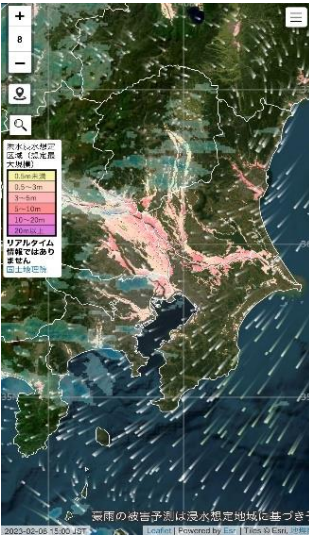 +
8
−
洪水浸水想定
区域（想定最
大規模）
0.5m未満
0.5～3m
3～5m
5～10m
10～20m
20m以上
リアルタイム
情報ではあり
ません
国土地理院
35
豪雨の被害予測は浸水想定地域に基づき
2023-02-06 15:00 JST
Leaflet | Powered by Esri | Tiles © Esri, 地理